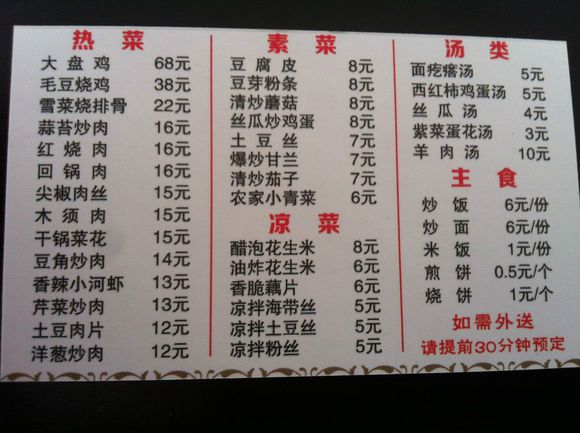 热菜
大盘鸡 68元
毛豆烧鸡 38元
雪菜烧排骨 22元
蒜苔炒肉 16元
红烧肉 16元
回锅肉 16元
尖椒肉丝 15元
木须肉 15元
干锅菜花 15元
豆角炒肉 14元
香辣小河虾 13元
芹菜炒肉 13元
土豆肉片 12元
洋葱炒肉 12元
素菜
豆腐皮 8元
豆芽粉条 8元
清炒蘑菇 8元
丝瓜炒鸡蛋 8元
土豆丝 7元
爆炒甘兰 7元
清炒茄子 7元
农家小青菜 6元
凉菜
醋泡花生米 8元
油炸花生米 6元
香脆藕片 6元
凉拌海带丝 5元
凉拌土豆丝 5元
凉拌粉丝 5元
汤类
面疙瘩汤 5元
西红柿鸡蛋汤 5元
丝瓜汤 4元
紫菜蛋花汤 3元
羊肉汤 10元
主食
炒饭 6元/份
炒面 6元/份
米饭 1元/份
煎饼 0.5元/个
烧饼 1元/个
如需外送
请提前30分钟预定